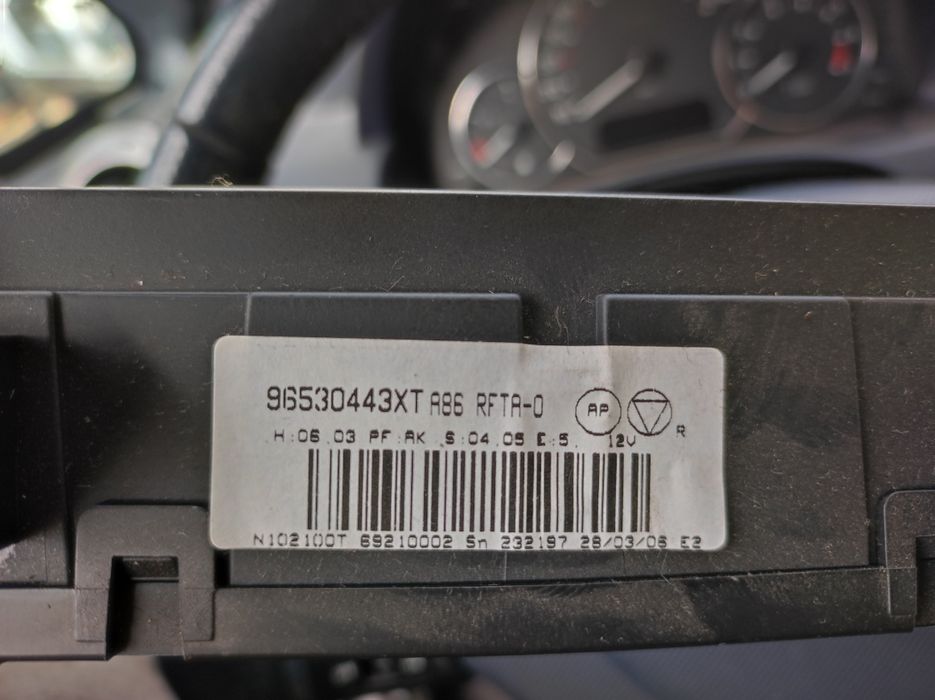 96530443XT A86 RFTA-0 AP
H:06.03 PF:AK S:04.05 E:5. 12V R
N102100T 69210002 Sn 232197 28/03/06 E2